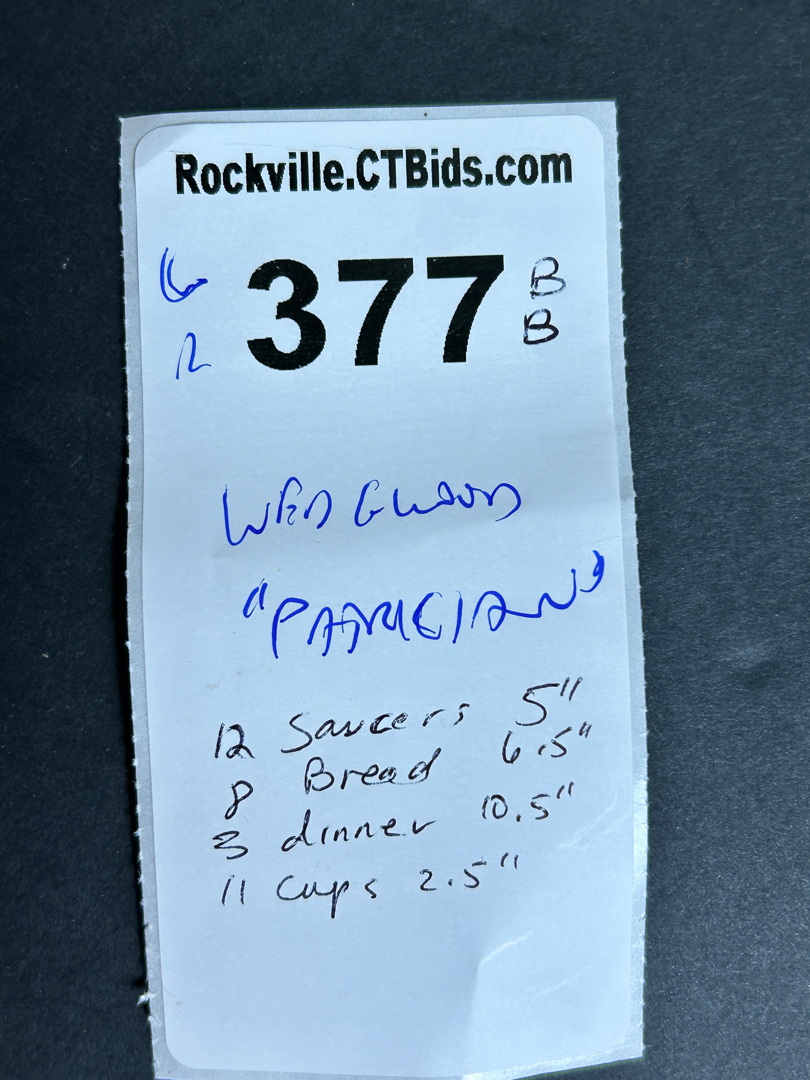 Rockville.CTBids.com
377 B
B
WEDGWOOD
"PATRICIAN"
12 Saucers 5"
8 Bread 6.5"
3 dinner 10.5"
11 Cups 2.5"